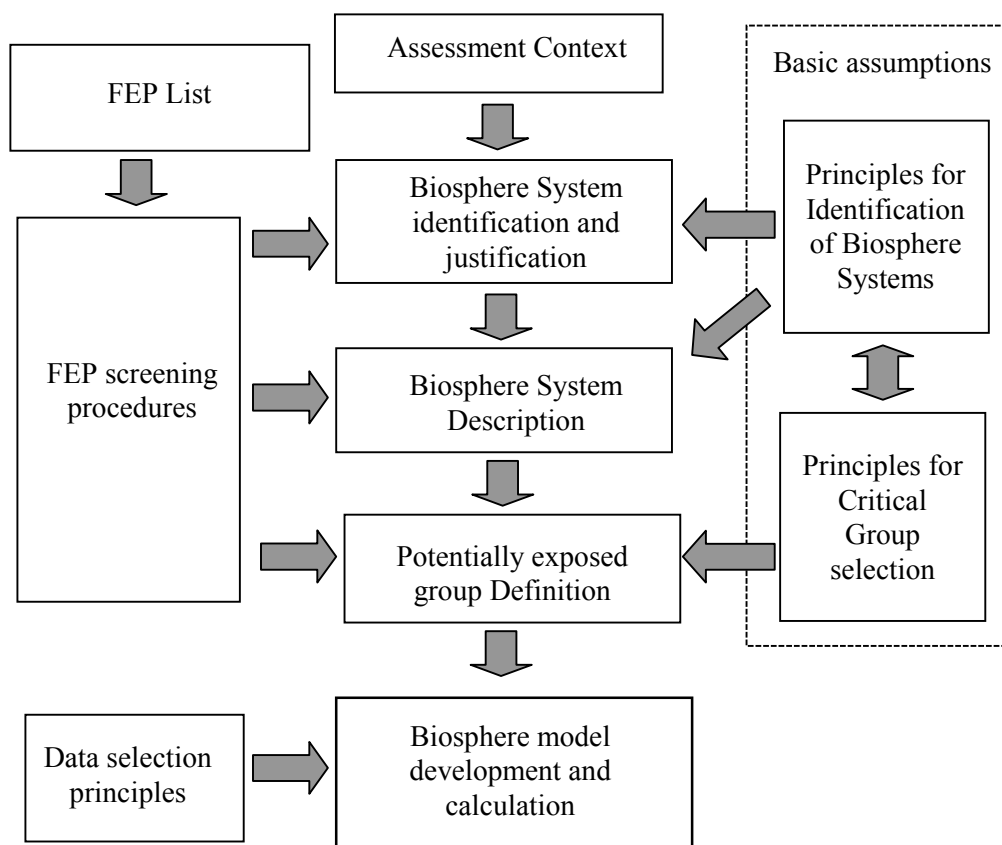 Assessment Context
FEP List
Basic assumptions
Biosphere System
identification and
justification
Principles for
Identification
of Biosphere
Systems
FEP screening
procedures
Biosphere System
Description
Principles for
Critical
Group
selection
Potentially exposed
group Definition
Data selection
principles
Biosphere model
development and
calculation